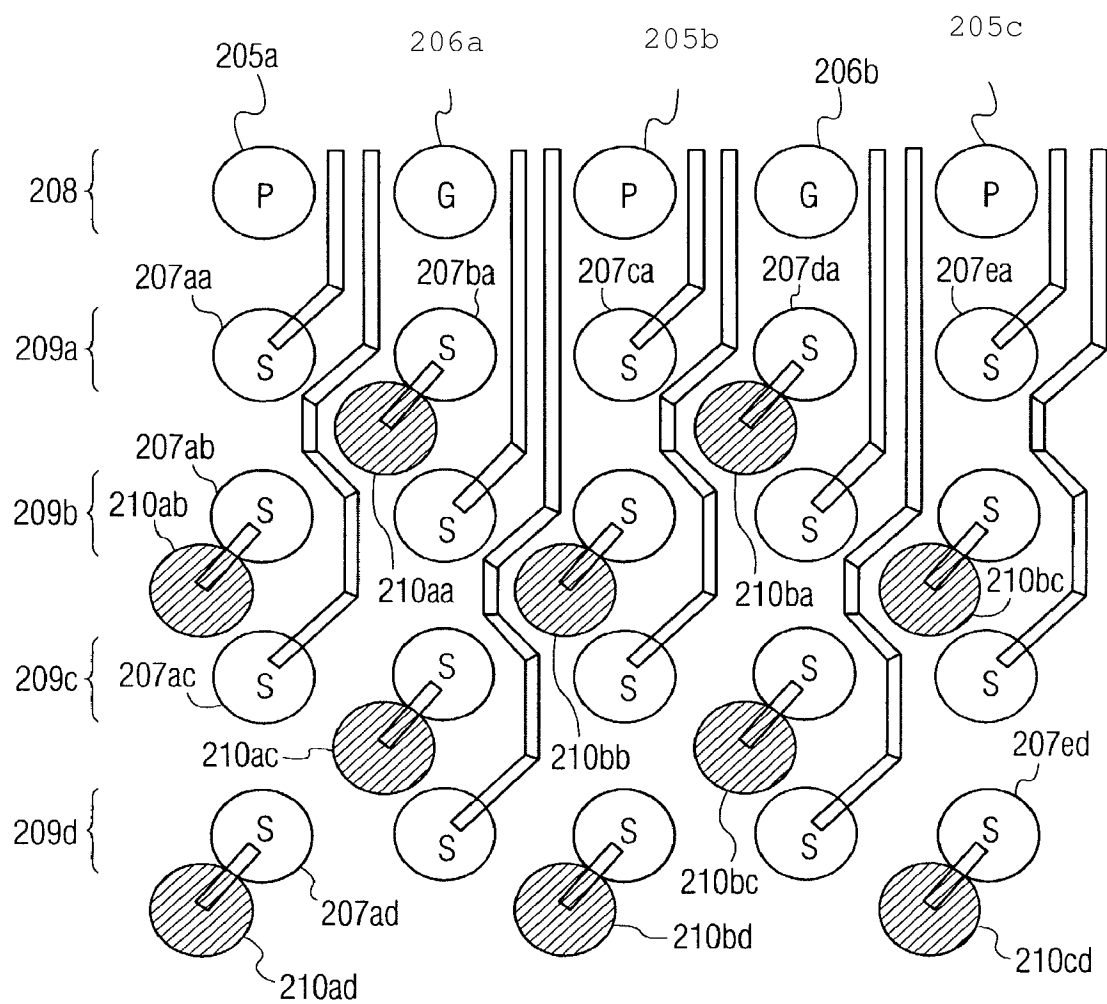 206a 205b 205c
205a 206b
208 P G P G P
207aa 207ba 207ca 207da 207ea
209a S S S S S
207ab
210ab 209b S S S S S
210aa 210ba 210bc
209c 207ac S S S S S
210ac 210bb 207ed
209d S S S S S
210bc
207ad 210bd 210cd
210ad